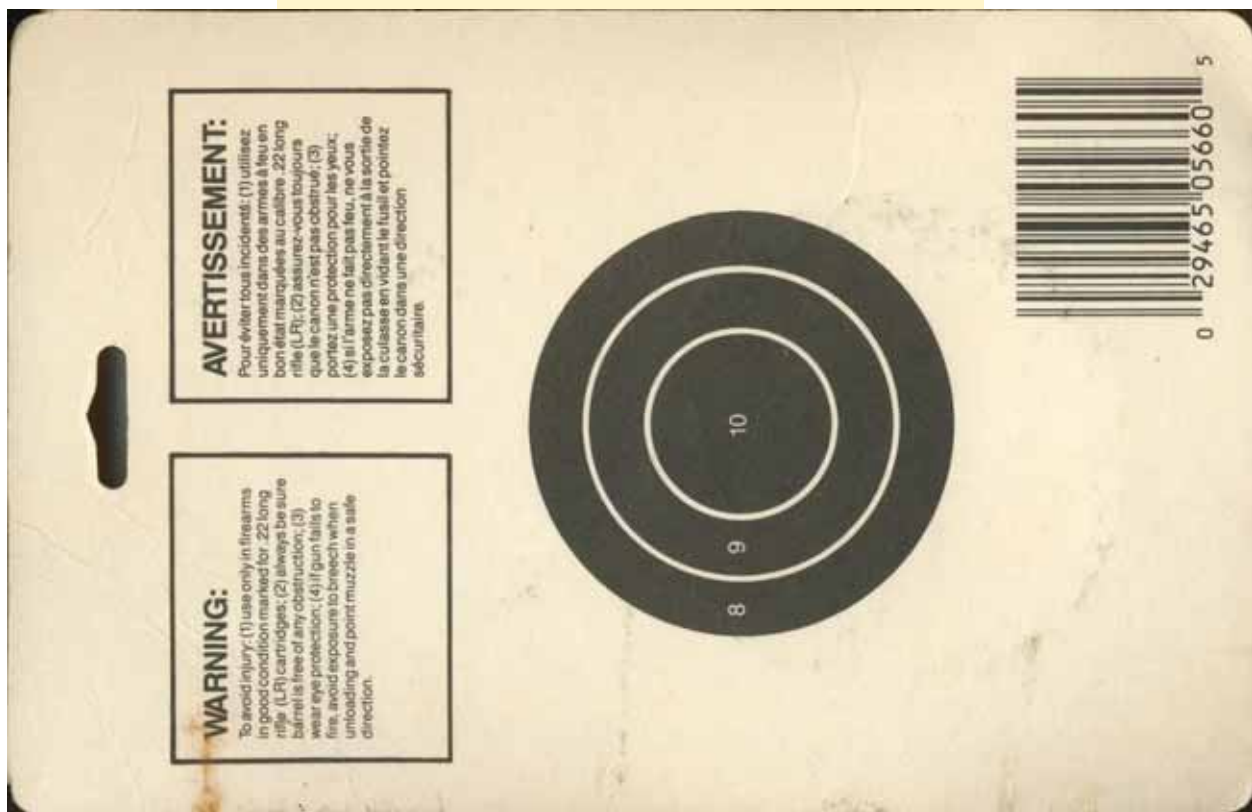 WARNING:
To avoid injury: (1) use only in firearms
in good condition marked for .22 long
rifle (LR) cartridges; (2) always be sure
barrel is free of any obstruction; (3)
wear eye protection; (4) if gun fails to
fire, avoid exposure to breech when
unloading and point muzzle in a safe
direction.
AVERTISSEMENT:
Pour éviter tous incidents: (1) utilisez
uniquement dans des armes à feu en
bon état marquées au calibre .22 long
rifle (LR); (2) assurez-vous toujours
que le canon n'est pas obstrué; (3)
portez une protection pour les yeux;
(4) si l'arme ne fait pas feu, ne vous
exposez pas directement à la sortie de
la culasse en vidant le fusil et pointez
le canon dans une direction
sécuritaire.
8 9 10
0 29465 05660 5